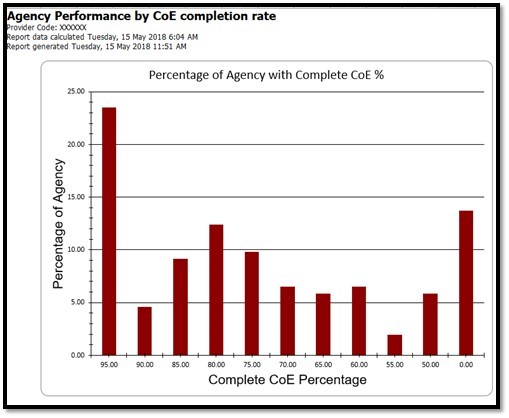 Agency Performance by CoE completion rate
Provider Code: XXXXXX
Report data calculated Tuesday, 15 May 2018 6:04 AM
Report generated Tuesday, 15 May 2018 11:51 AM
Percentage of Agency with Complete CoE %
Percentage of Agency
25.00
20.00
15.00
10.00
5.00
0.00
95.00 90.00 85.00 80.00 75.00 70.00 65.00 60.00 55.00 50.00 0.00
Complete CoE Percentage